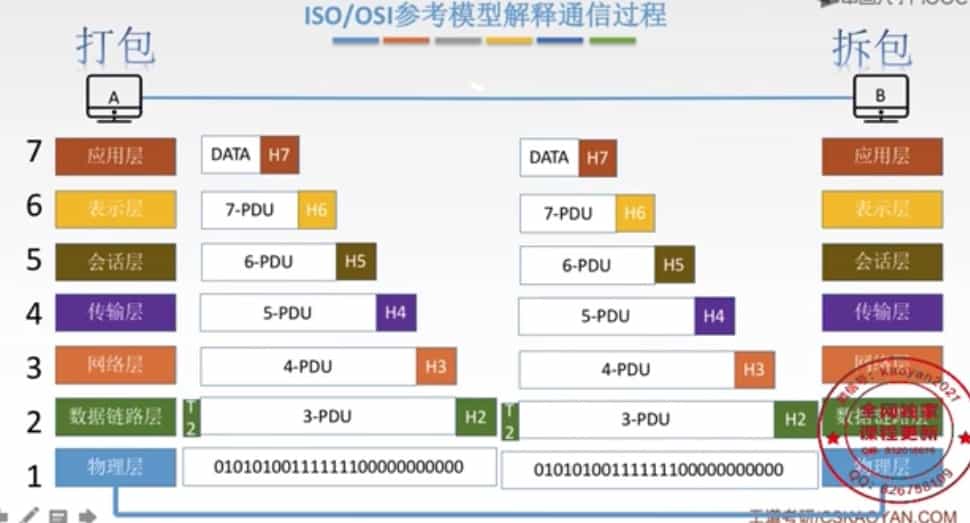 ISO/OSI参考模型解释通信过程
打包
拆包
A
B
7 应用层 DATA H7 DATA H7 应用层
6 表示层 7-PDU H6 7-PDU H6 表示层
5 会话层 6-PDU H5 6-PDU H5 会话层
4 传输层 5-PDU H4 5-PDU H4 传输层
3 网络层 4-PDU H3 4-PDU H3 网络层
2 数据链路层 T2 3-PDU H2 T2 3-PDU H2 数据链路层
1 物理层 0101010011111110000000000 0101010011111110000000000 物理层
全网独家
课程更新
王道考研/CSKAOYAN.COM